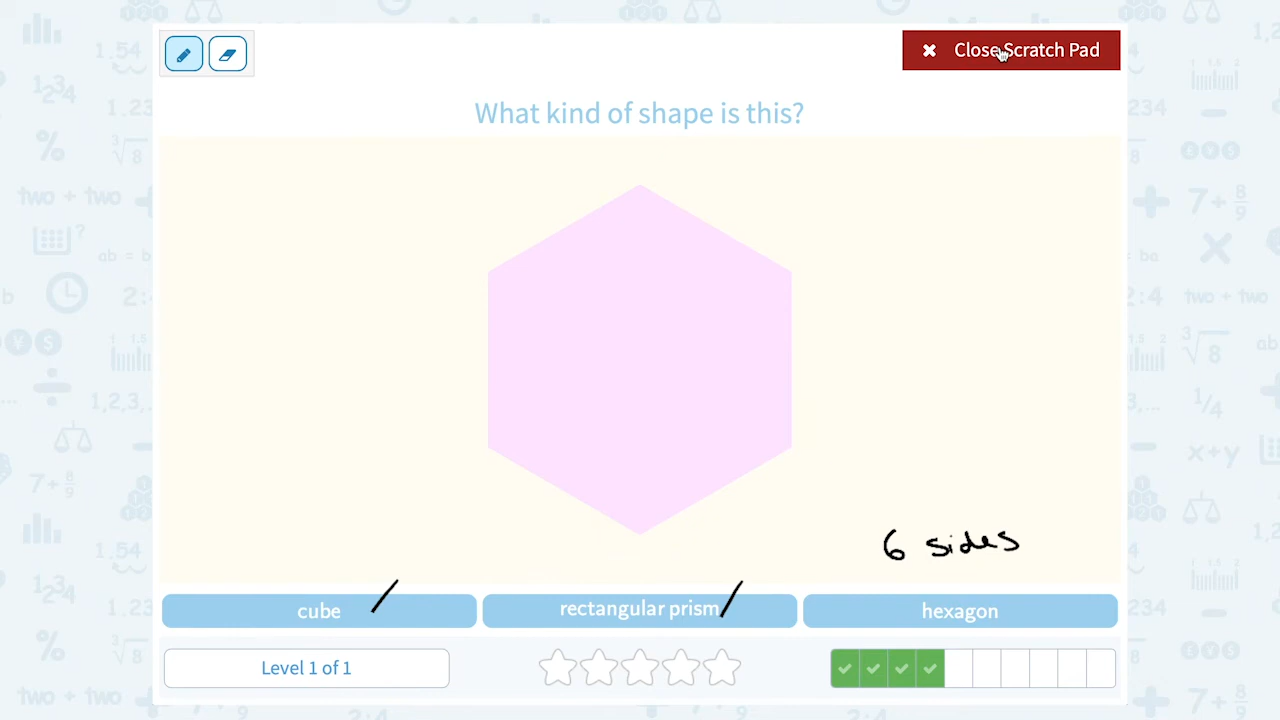 Close Scratch Pad
What kind of shape is this?
6 sides
cube
rectangular prism
hexagon
Level 1 of 1